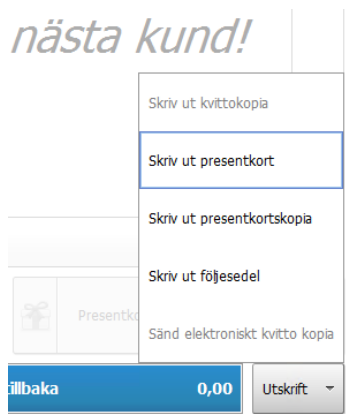 nästa kund!
Skriv ut kvittokopia
Skriv ut presentkort
Skriv ut presentkortskopia
Skriv ut följesedel
Sänd elektroniskt kvitto kopia
0,00
Utskrift